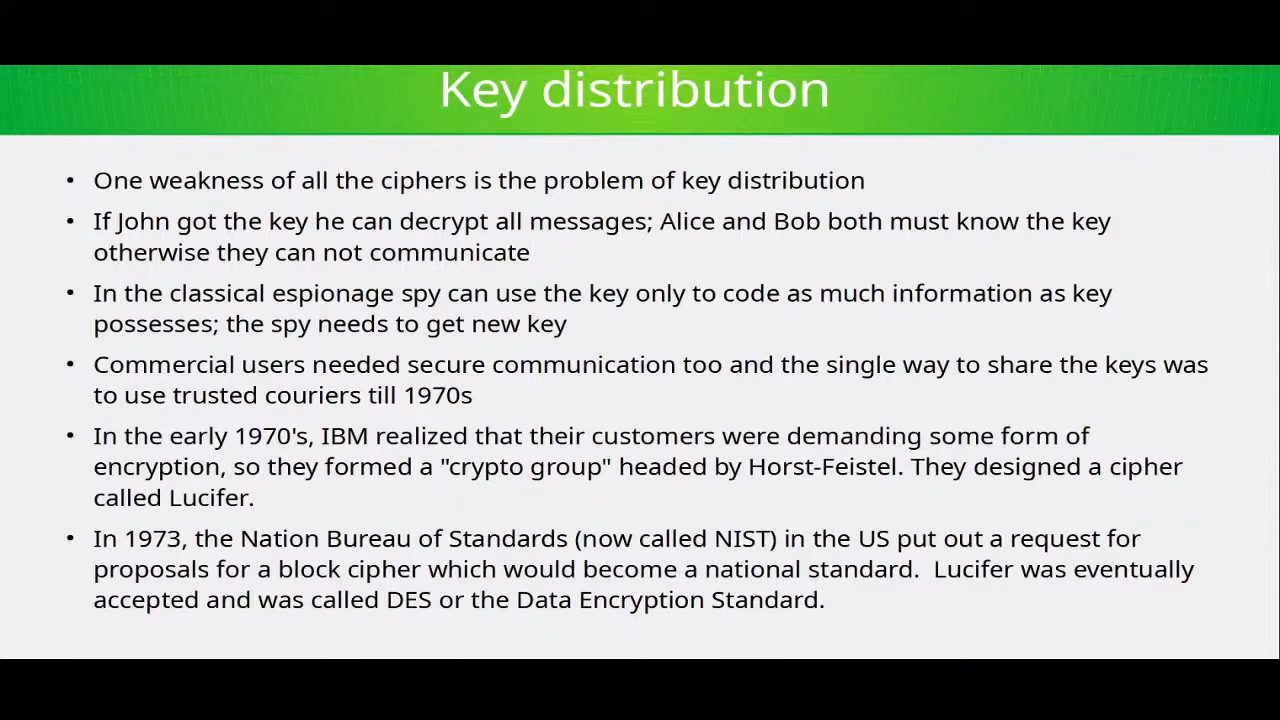 Key distribution
• One weakness of all the ciphers is the problem of key distribution
• If John got the key he can decrypt all messages; Alice and Bob both must know the key
otherwise they can not communicate
• In the classical espionage spy can use the key only to code as much information as key
possesses; the spy needs to get new key
• Commercial users needed secure communication too and the single way to share the keys was
to use trusted couriers till 1970s
• In the early 1970's, IBM realized that their customers were demanding some form of
encryption, so they formed a "crypto group" headed by Horst-Feistel. They designed a cipher
called Lucifer.
• In 1973, the Nation Bureau of Standards (now called NIST) in the US put out a request for
proposals for a block cipher which would become a national standard.  Lucifer was eventually
accepted and was called DES or the Data Encryption Standard.